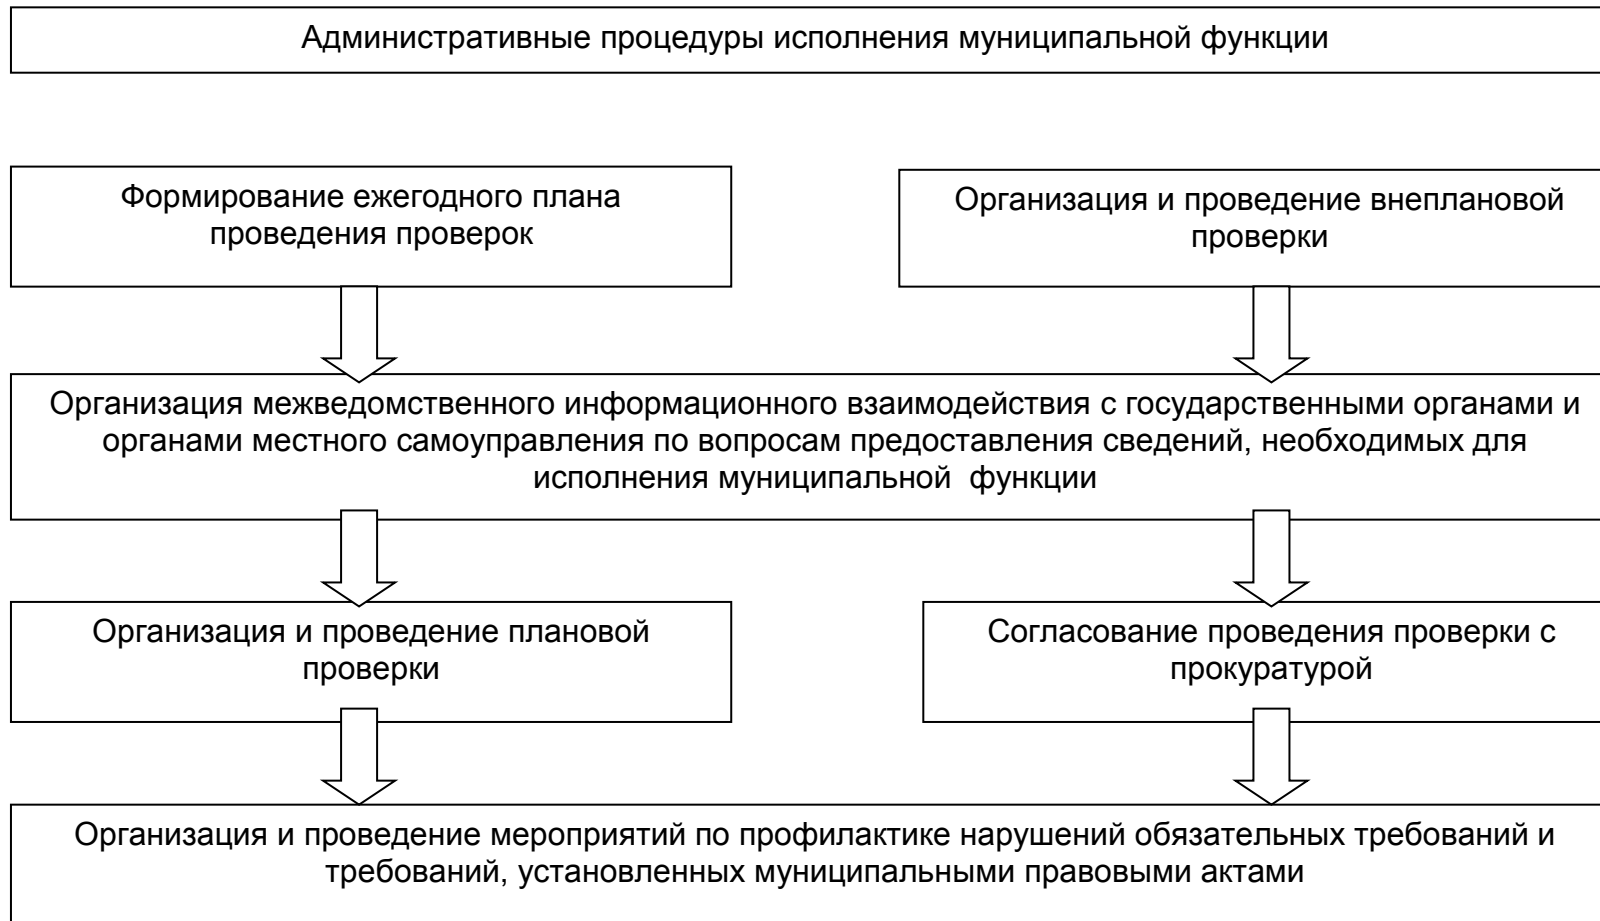 Административные процедуры исполнения муниципальной функции
Формирование ежегодного плана
проведения проверок
Организация и проведение внеплановой
проверки
Организация межведомственного информационного взаимодействия с государственными органами и
органами местного самоуправления по вопросам предоставления сведений, необходимых для
исполнения муниципальной  функции
Организация и проведение плановой
проверки
Согласование проведения проверки с
прокуратурой
Организация и проведение мероприятий по профилактике нарушений обязательных требований и
требований, установленных муниципальными правовыми актами